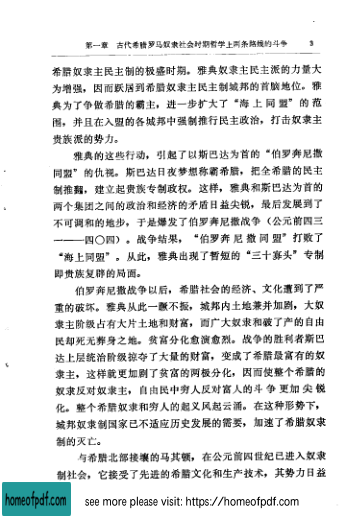 第一章 古代希腊罗马奴隶社会时期哲学上两条路线的斗争 3
希腊奴隶主民主制的极盛时期。雅典奴隶主民主派的力量大
为增强，因而跃居到希腊奴隶主民主制城邦的首脑地位。雅
典为了争做希腊的霸主，进一步扩大了“海上同盟”的范
围，并且在入盟的各城邦中强制推行民主政治，打击奴隶主
贵族派的势力。
雅典的这些行动，引起了以斯巴达为首的“伯罗奔尼撒
同盟”的仇视。斯巴达日夜梦想称霸希腊，把全希腊的民主
制推翻，建立起贵族专制政权。这样，雅典和斯巴达为首的
两个集团之间的政治和经济的矛盾日益尖锐，最后发展到了
不可调和的地步，于是爆发了伯罗奔尼撒战争（公元前四三
一——四〇四）。战争结果，“伯罗奔尼撒同盟”打败了
“海上同盟”。从此，雅典出现了暂短的“三十寡头”专制
即贵族复辟的局面。
伯罗奔尼撒战争以后，希腊社会的经济、文化遭到了严
重的破坏。雅典从此一蹶不振，城邦内土地兼并加剧，大奴
隶主阶级占有大片土地和财富，而广大奴隶和破了产的自由
民却死无葬身之地。贫富分化愈演愈烈。战争的胜利者斯巴
达上层统治阶级掠夺了大量的财富，变成了希腊最富有的奴
隶主，这样就更加剧了贫富的两极分化，因而使整个希腊的
奴隶反对奴隶主，自由民中穷人反对富人的斗争更加尖锐
化。整个希腊奴隶和穷人的起义风起云涌。在这种形势下，
城邦奴隶制国家已不适应历史发展的需要，加速了希腊奴隶
制的灭亡。
与希腊北部接壤的马其顿，在公元前四世纪已进入奴隶
制社会，它接受了先进的希腊文化和生产技术，其势力日益
homeofpdf.com see more please visit: https://homeofpdf.com